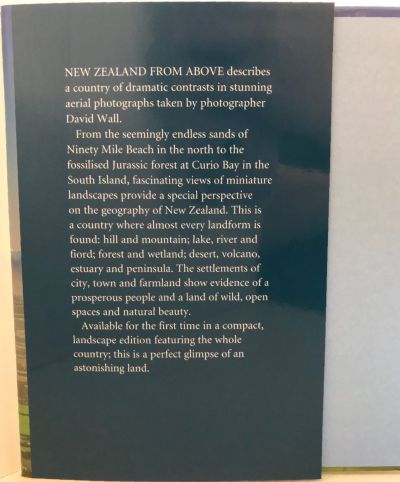 NEW ZEALAND FROM ABOVE describes
a country of dramatic contrasts in stunning
aerial photographs taken by photographer
David Wall.
From the seemingly endless sands of
Ninety Mile Beach in the north to the
fossilised Jurassic forest at Curio Bay in the
South Island, fascinating views of miniature
landscapes provide a special perspective
on the geography of New Zealand. This is
a country where almost every landform is
found: hill and mountain; lake, river and
fiord; forest and wetland; desert, volcano,
estuary and peninsula. The settlements of
city, town and farmland show evidence of a
prosperous people and a land of wild, open
spaces and natural beauty.
Available for the first time in a compact,
landscape edition featuring the whole
country; this is a perfect glimpse of an
astonishing land.